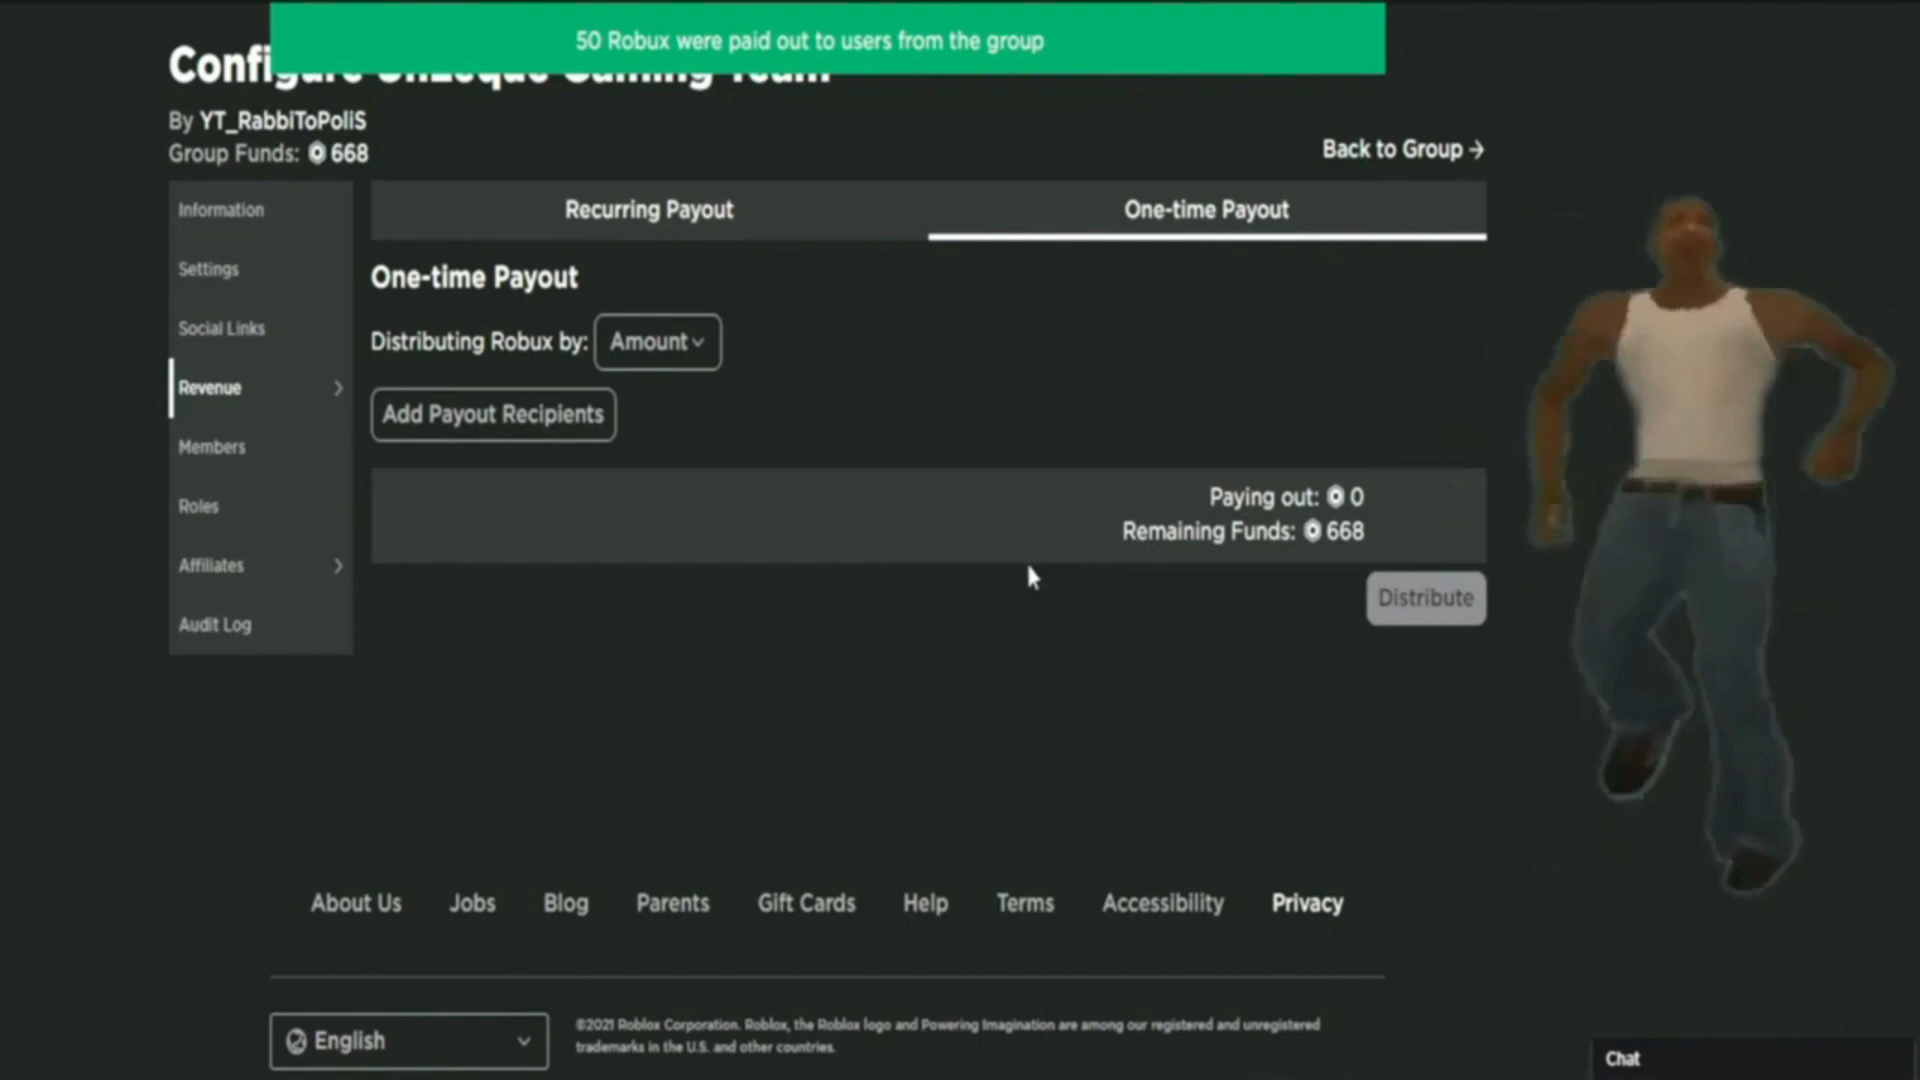 50 Robux were paid out to users from the group
By YT_RabbiToPoliS
Group Funds: 668
Back to Group →
Information
Settings
Social Links
Revenue
Members
Roles
Affiliates
Audit Log
Recurring Payout
One-time Payout
One-time Payout
Distributing Robux by: Amount
Add Payout Recipients
Paying out: 0
Remaining Funds: 668
Distribute
About Us Jobs Blog Parents Gift Cards Help Terms Accessibility Privacy
English
©2021 Roblox Corporation. Roblox, the Roblox logo and Powering Imagination are among our registered and unregistered
trademarks in the U.S. and other countries.
Chat